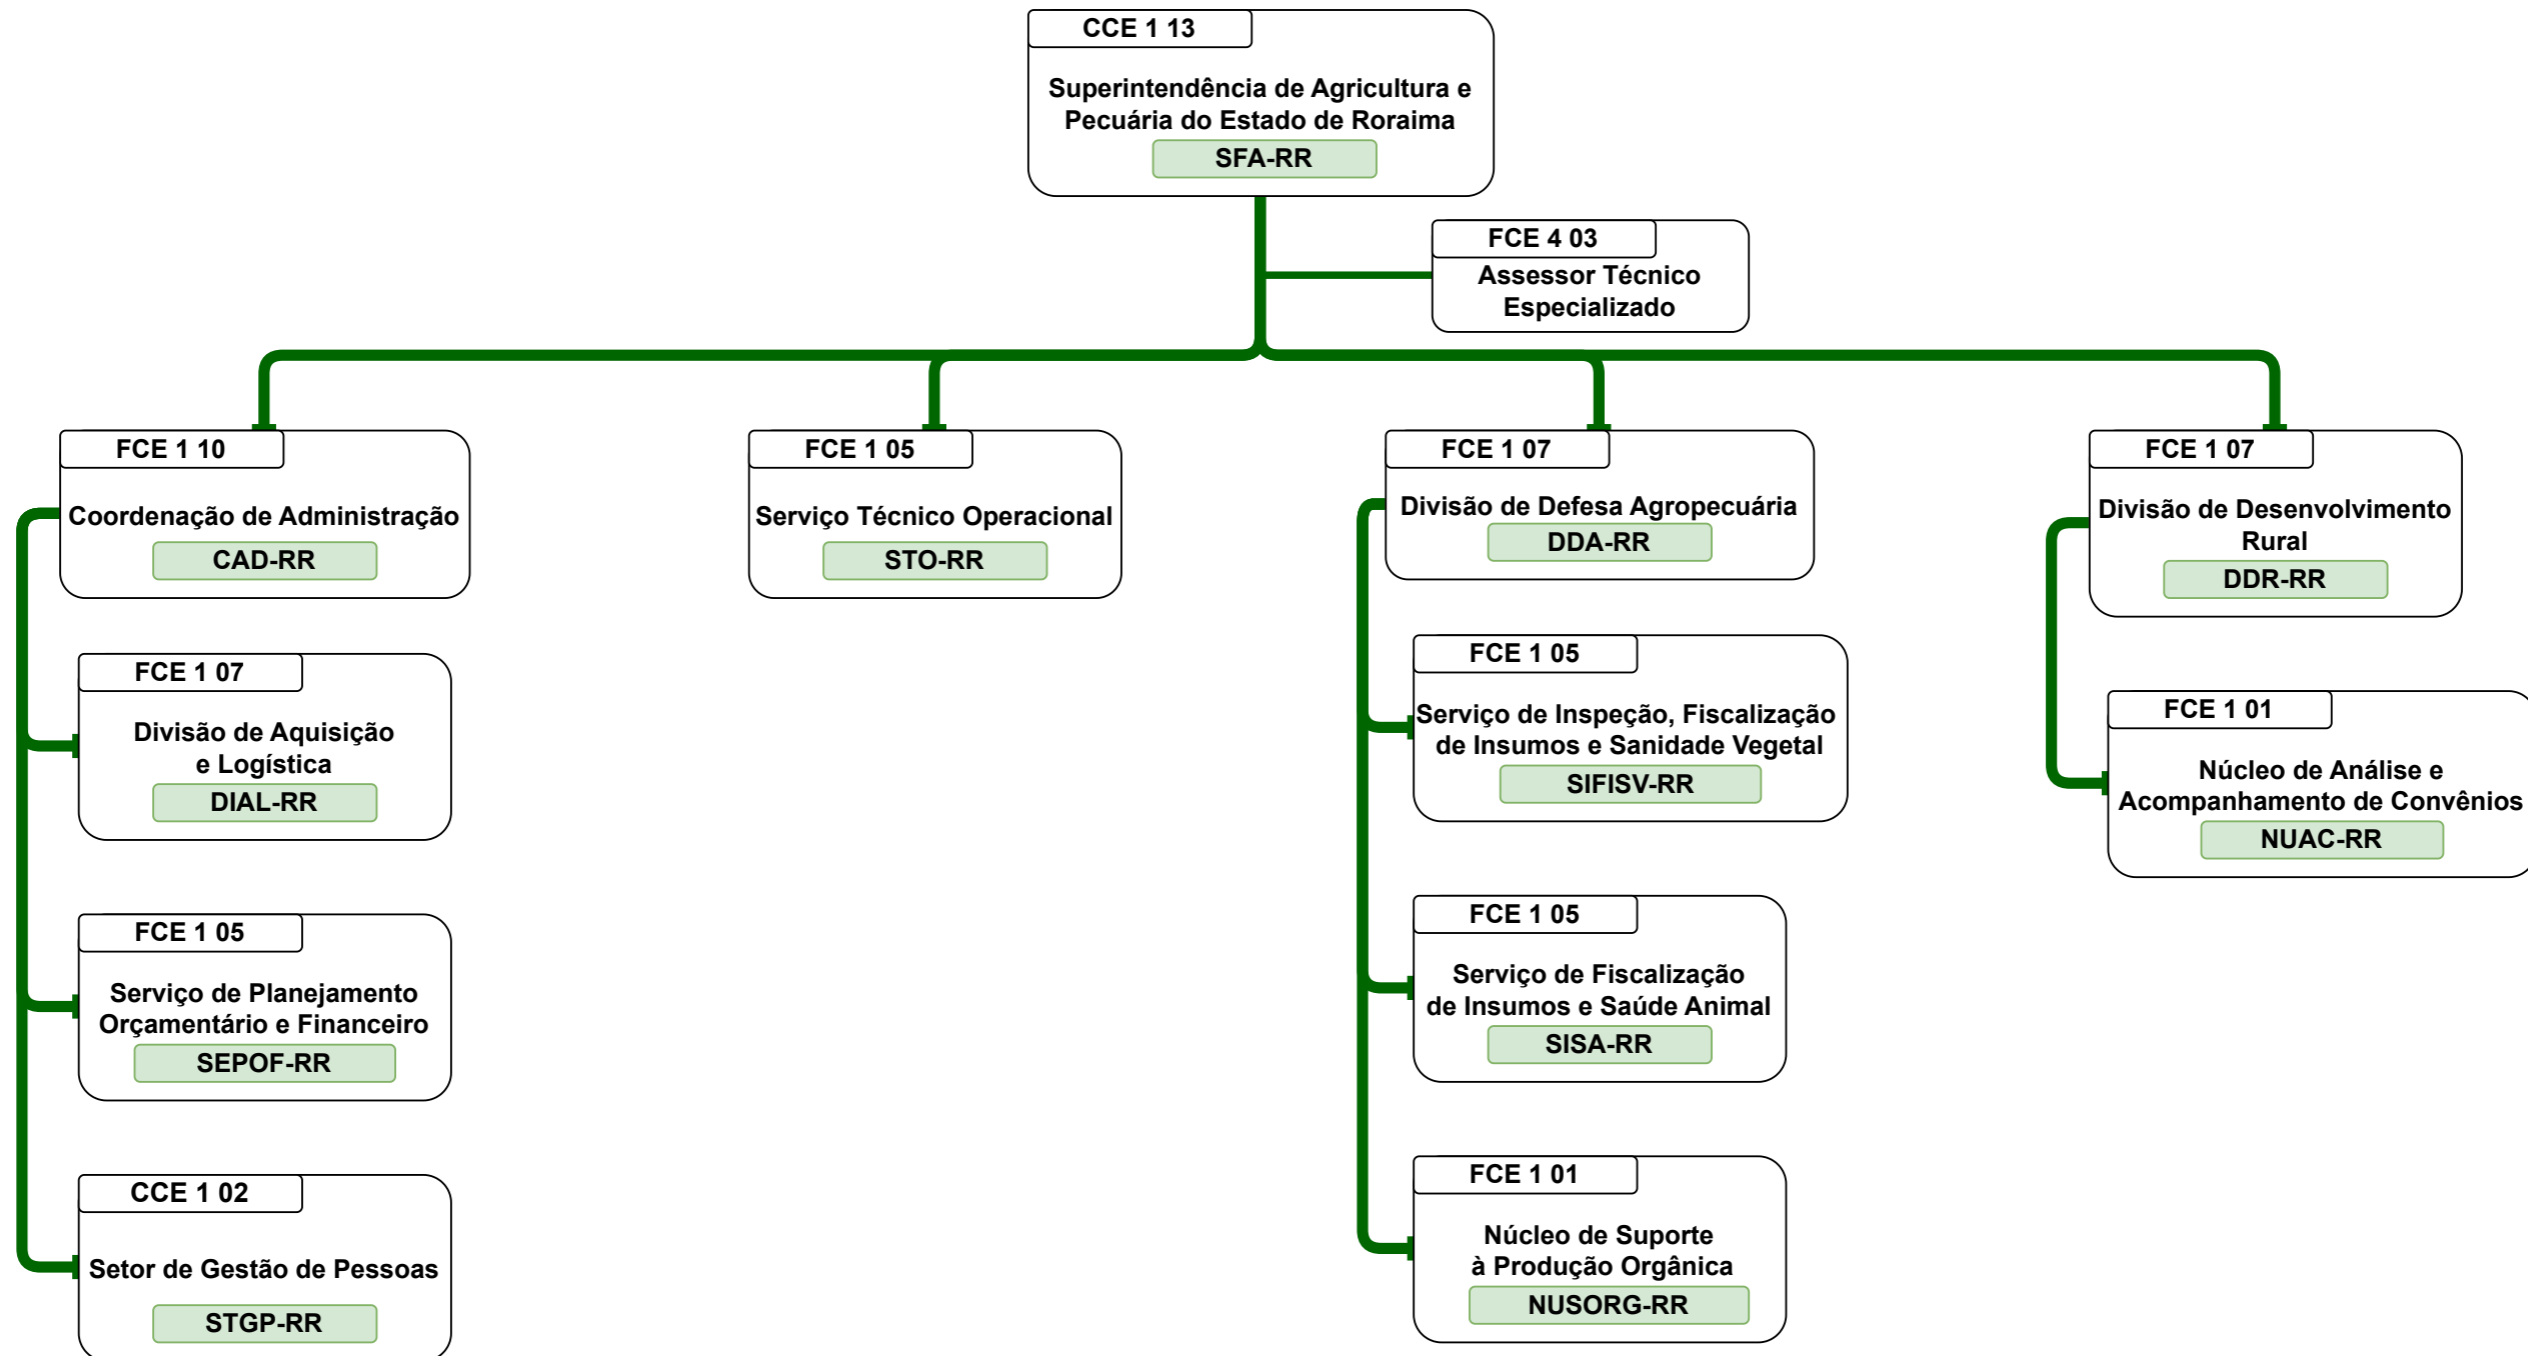 CCE 1 13
Superintendência de Agricultura e
Pecuária do Estado de Roraima
SFA-RR
FCE 4 03
Assessor Técnico
Especializado
FCE 1 10
Coordenação de Administração
CAD-RR
FCE 1 07
Divisão de Aquisição
e Logística
DIAL-RR
FCE 1 05
Serviço de Planejamento
Orçamentário e Financeiro
SEPOF-RR
CCE 1 02
Setor de Gestão de Pessoas
STGP-RR
FCE 1 05
Serviço Técnico Operacional
STO-RR
FCE 1 07
Divisão de Defesa Agropecuária
DDA-RR
FCE 1 05
Serviço de Inspeção, Fiscalização
de Insumos e Sanidade Vegetal
SIFISV-RR
FCE 1 05
Serviço de Fiscalização
de Insumos e Saúde Animal
SISA-RR
FCE 1 01
Núcleo de Suporte
à Produção Orgânica
NUSORG-RR
FCE 1 07
Divisão de Desenvolvimento
Rural
DDR-RR
FCE 1 01
Núcleo de Análise e
Acompanhamento de Convênios
NUAC-RR